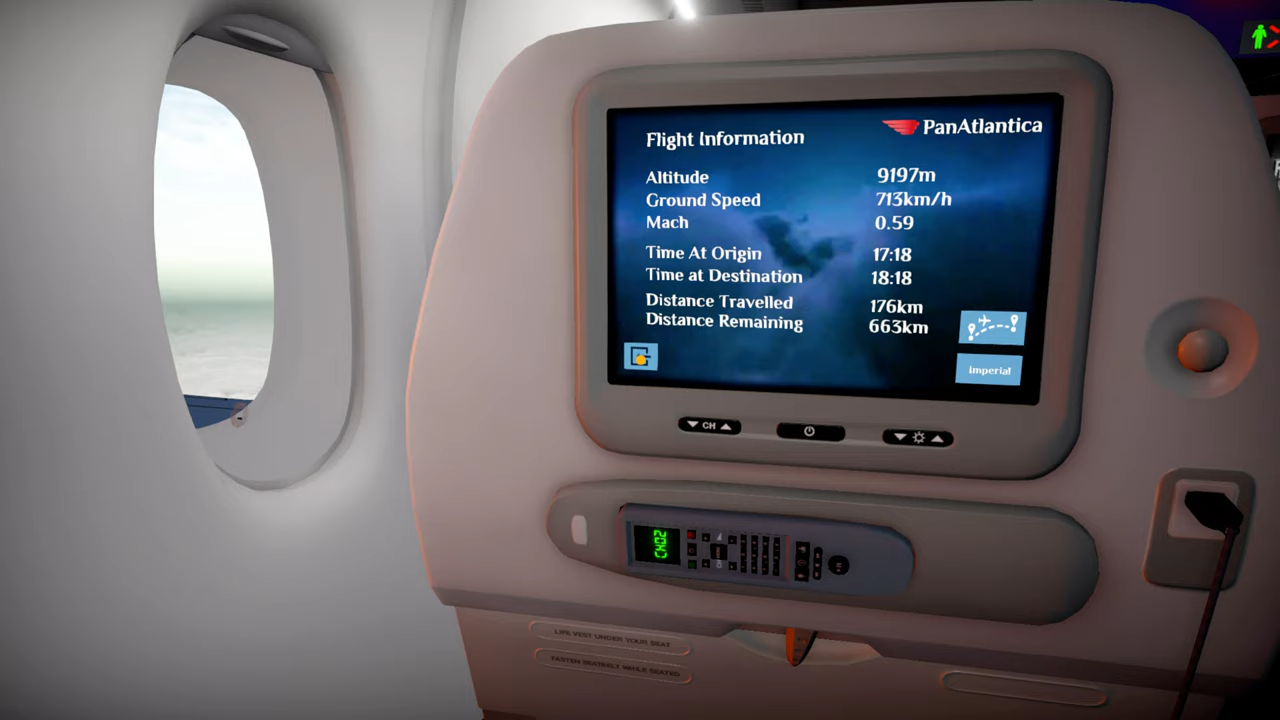 PanAtlantica
Flight Information
Altitude 9197m
Ground Speed 713km/h
Mach 0.59
Time At Origin 17:18
Time at Destination 18:18
Distance Travelled 176km
Distance Remaining 663km
Imperial
CH
CH02
LIFE VEST UNDER YOUR SEAT
FASTEN SEATBELT WHILE SEATED